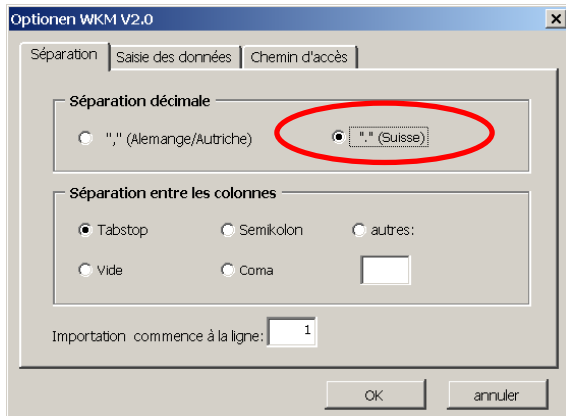 Optionen WKM V2.0
Séparation Saisie des données Chemin d'accès
Séparation décimale
"," (Alemange/Autriche) "." (Suisse)
Séparation entre les colonnes
Tabstop Semikolon autres:
Vide Coma
Importation commence à la ligne: 1
OK annuler